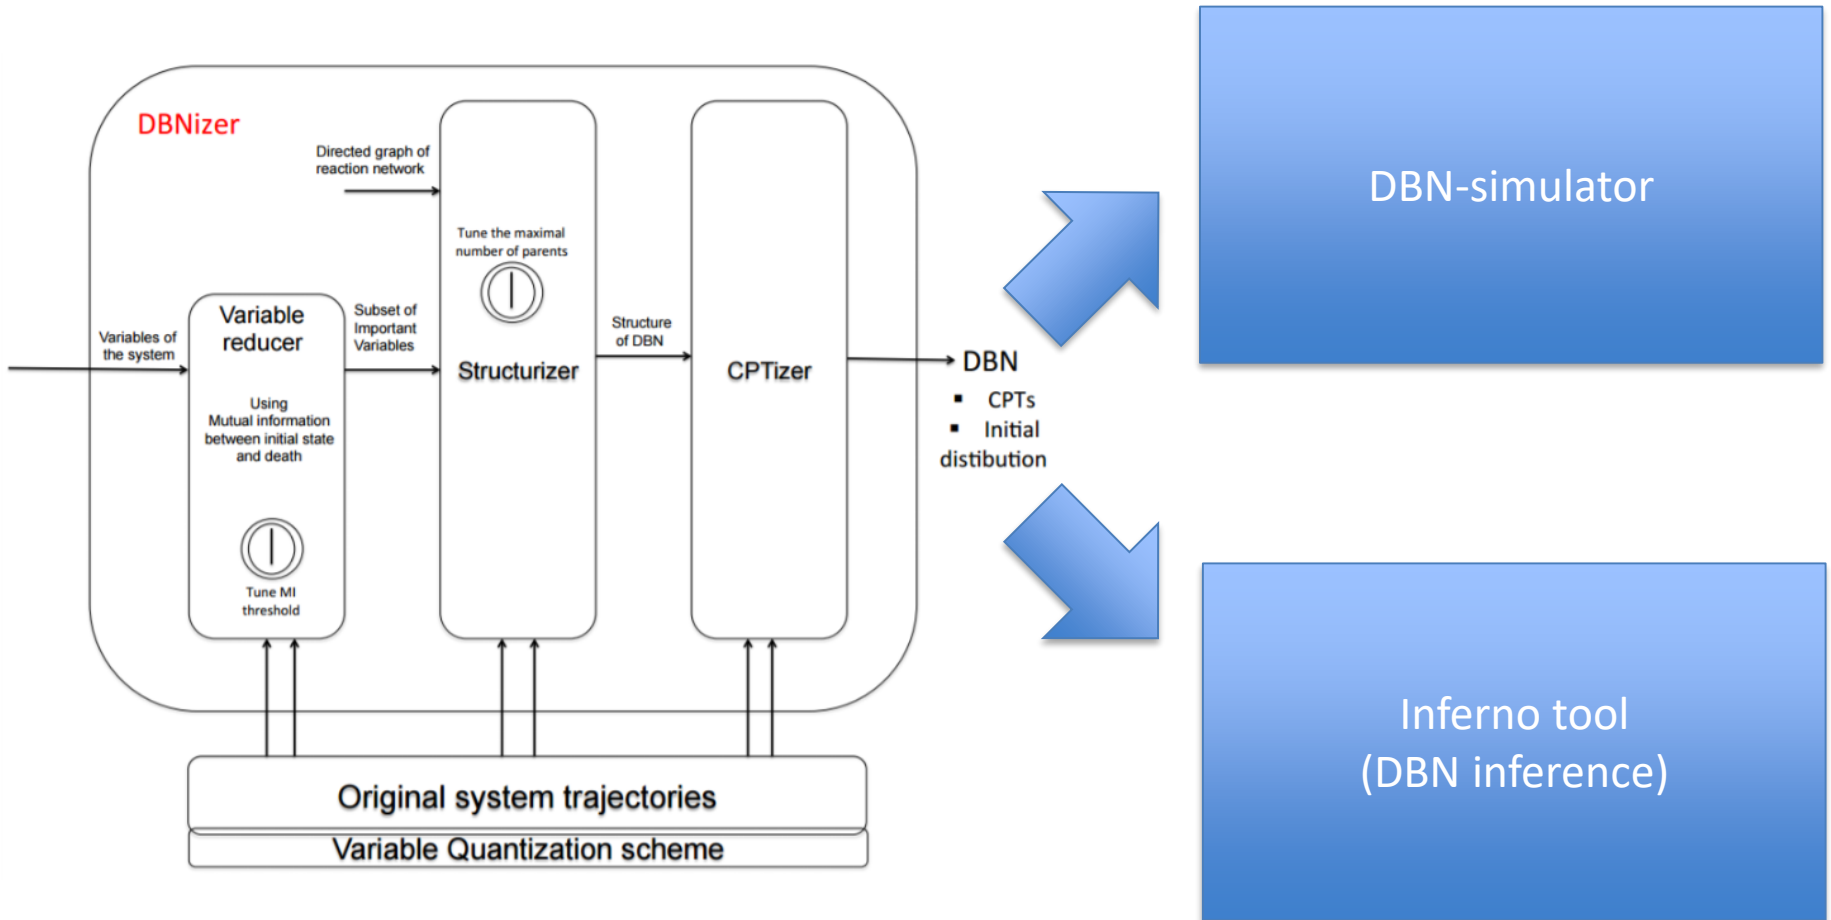 DBNizer
Directed graph of
reaction network
Tune the maximal
number of parents
Variables of
the system
Variable
reducer
Using
Mutual information
between initial state
and death
Tune MI
threshold
Subset of
Important
Variables
Structurizer
Structure
of DBN
CPTizer
DBN
▪ CPTs
▪ Initial
distibution
Original system trajectories
Variable Quantization scheme
DBN-simulator
Inferno tool
(DBN inference)